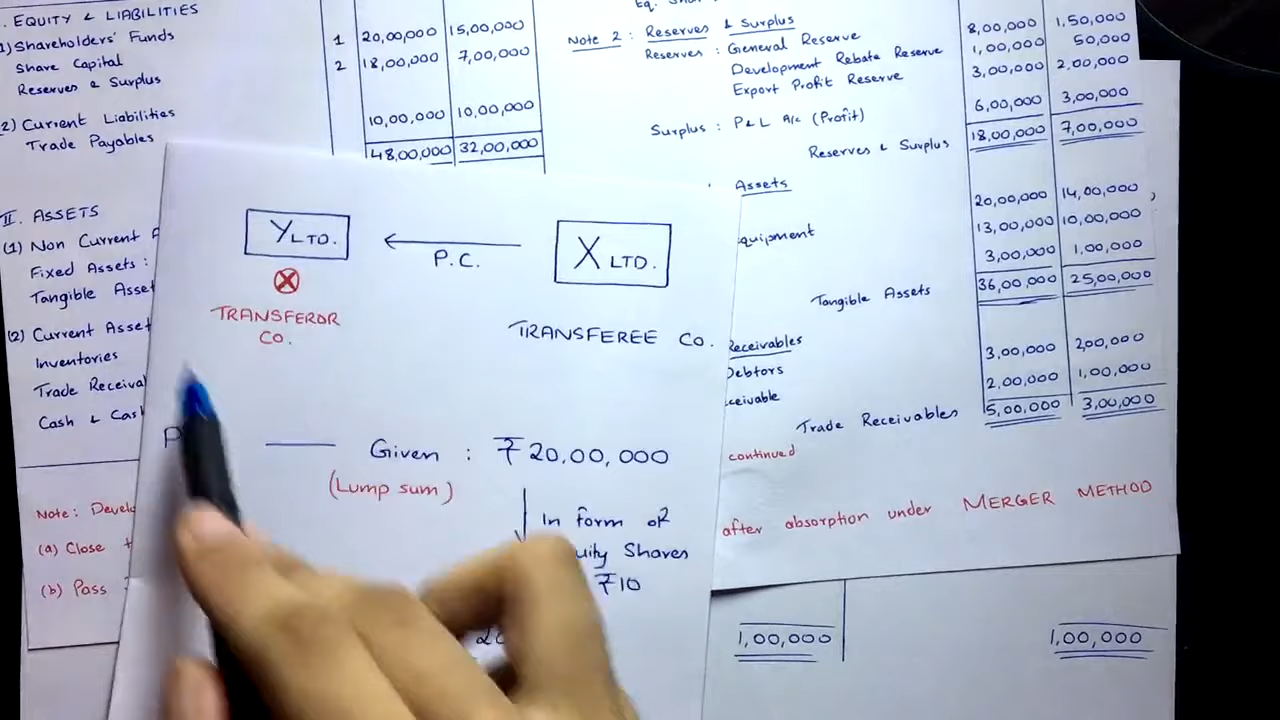 . EQUITY & LIABILITIES
1) Shareholders' Funds
Share Capital 1 20,00,000 15,00,000
Reserves & Surplus 2 18,00,000 7,00,000
(2) Current Liabilities
Trade Payables 10,00,000 10,00,000
48,00,000 32,00,000
II. ASSETS
(1) Non Current
Fixed Assets :
Tangible Asset
(2) Current Asset
Inventories
Trade Receiva
Cash & Cash
Note: Devel
(a) Close
(b) Pass
Note 2 : Reserves & Surplus
Reserves : General Reserve 8,00,000 1,50,000
Development Rebate Reserve 1,00,000 50,000
Export Profit Reserve 3,00,000 2,00,000
Surplus : P&L A/c (Profit) 6,00,000 3,00,000
Reserves & Surplus 18,00,000 7,00,000
Assets
20,00,000 14,00,000
quipment 13,00,000 10,00,000
3,00,000 1,00,000
Tangible Assets 36,00,000 25,00,000
Receivables
Debtors 3,00,000 2,00,000
ceivable 2,00,000 1,00,000
Trade Receivables 5,00,000 3,00,000
continued
after absorption under MERGER METHOD
1,00,000 1,00,000
Y LTD.
P.C.
X LTD.
TRANSFEROR
CO.
TRANSFEREE CO.
P
Given : ₹20,00,000
(Lump sum)
In form of
uity Shares
₹10